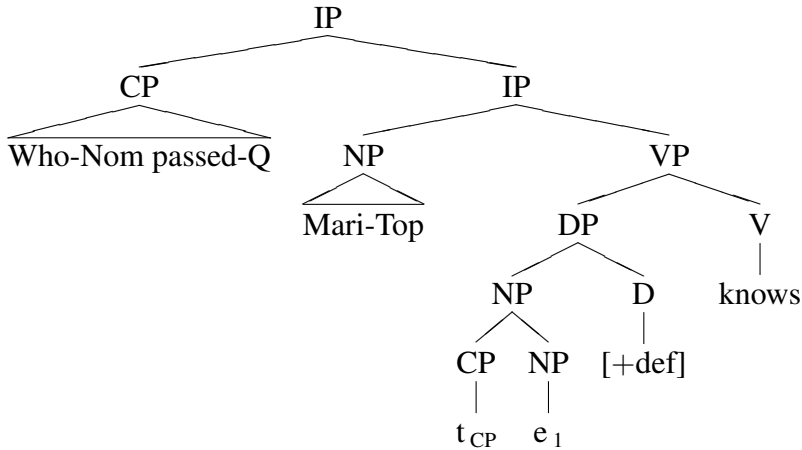 IP
CP IP
Who-Nom passed-Q NP VP
Mari-Top DP V
NP D knows
CP NP [+def]
t CP e 1